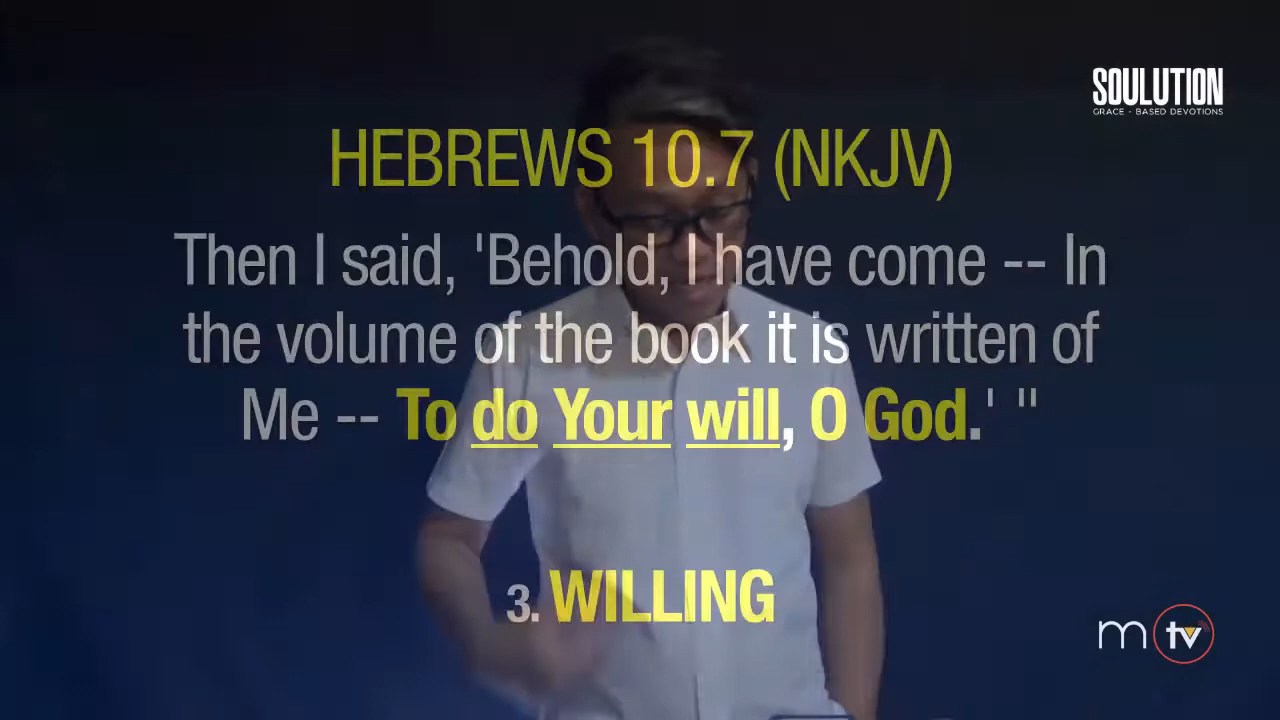 SOULUTION
GRACE - BASED DEVOTIONS
HEBREWS 10.7 (NKJV)
Then I said, 'Behold, I have come -- In
the volume of the book it is written of
Me -- To do Your will, O God.' "
3. WILLING
m tv